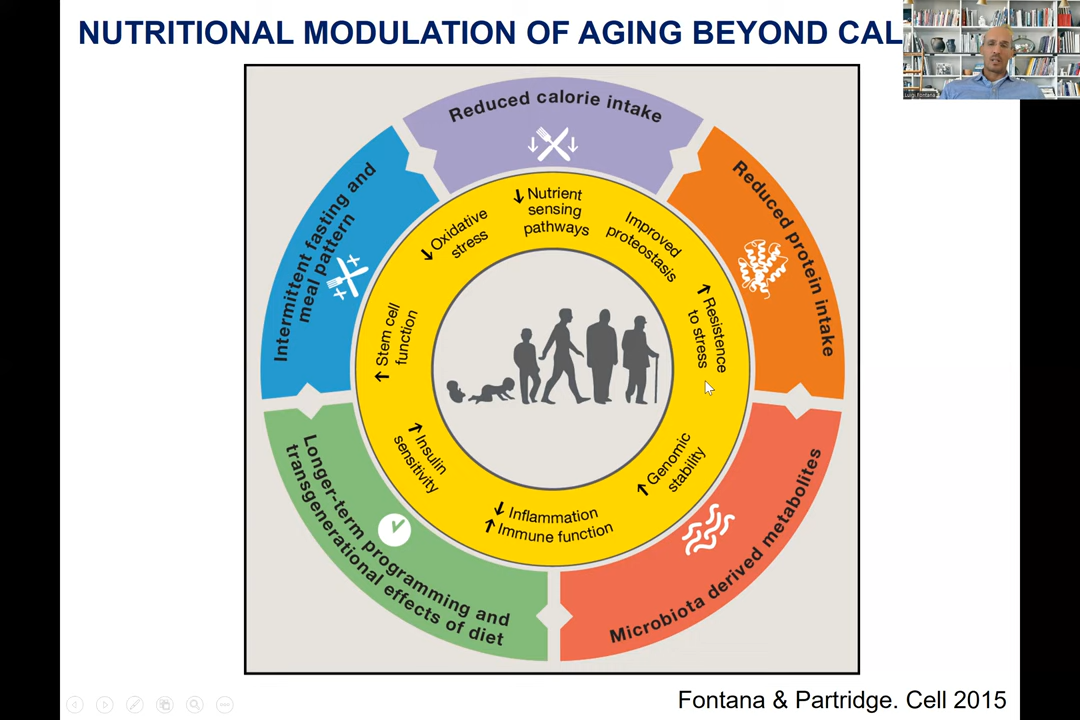 NUTRITIONAL MODULATION OF AGING BEYOND CAL
Luigi Fontana
Reduced calorie intake
Intermittent fasting and
meal pattern
Reduced protein intake
↓ Nutrient
sensing
pathways
↓ Oxidative
stress
Improved
proteostasis
↑ Resistence
to stress
↑ Stem cell
function
↑ Insulin
sensitivity
↑ Genomic
stability
↓ Inflammation
↑ Immune function
Longer-term programming and
transgenerational effects of diet
Microbiota derived metabolites
Fontana & Partridge. Cell 2015